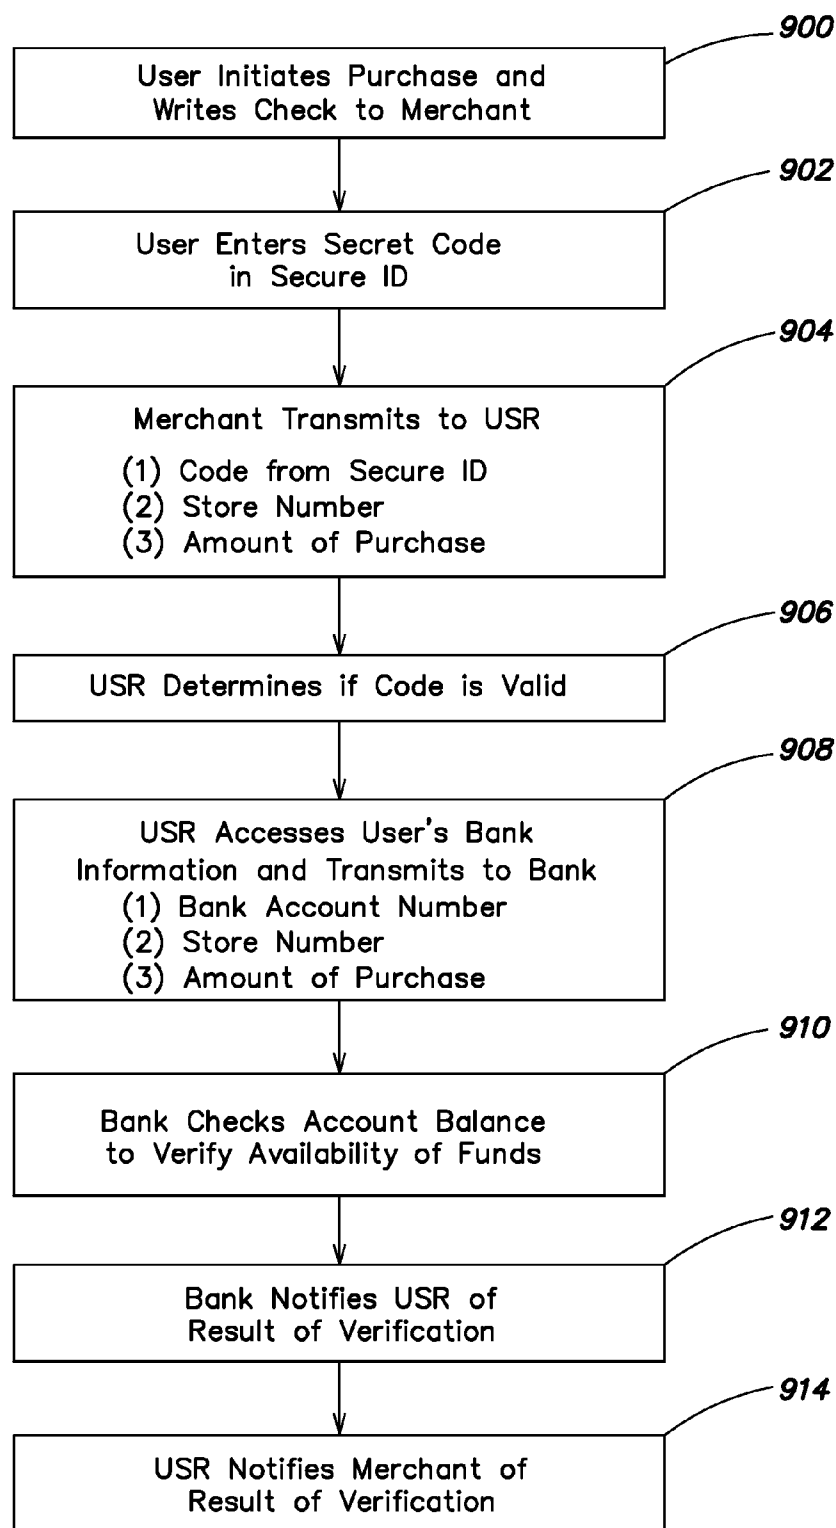 900
User Initiates Purchase and
Writes Check to Merchant
902
User Enters Secret Code
in Secure ID
904
Merchant Transmits to USR
(1) Code from Secure ID
(2) Store Number
(3) Amount of Purchase
906
USR Determines if Code is Valid
908
USR Accesses User's Bank
Information and Transmits to Bank
(1) Bank Account Number
(2) Store Number
(3) Amount of Purchase
910
Bank Checks Account Balance
to Verify Availability of Funds
912
Bank Notifies USR of
Result of Verification
914
USR Notifies Merchant of
Result of Verification